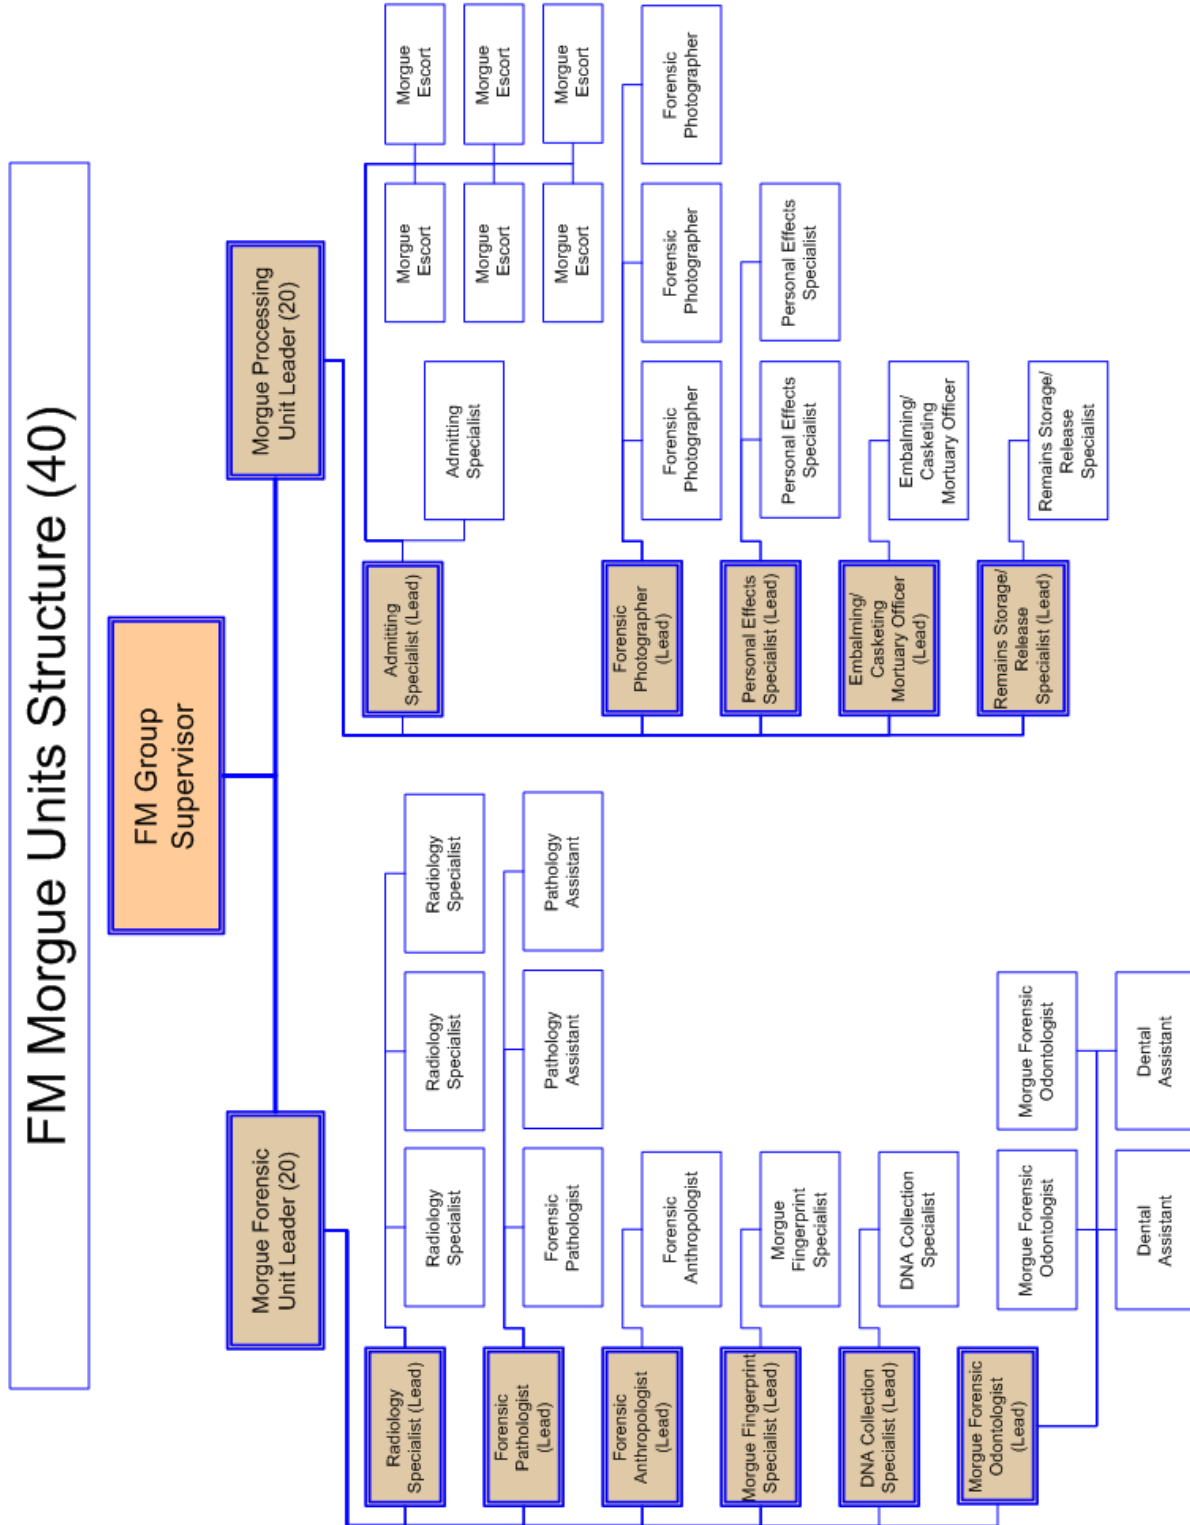 FM Morgue Units Structure (40)
FM Group
Supervisor
Morgue Forensic
Unit Leader (20)
Morgue Processing
Unit Leader (20)
Radiology
Specialist (Lead)
Radiology
Specialist
Radiology
Specialist
Radiology
Specialist
Forensic
Pathologist
(Lead)
Forensic
Pathologist
Pathology
Assistant
Pathology
Assistant
Forensic
Anthropologist
(Lead)
Forensic
Anthropologist
Morgue Fingerprint
Specialist (Lead)
Morgue
Fingerprint
Specialist
DNA Collection
Specialist (Lead)
DNA Collection
Specialist
Morgue Forensic
Odontologist
(Lead)
Morgue Forensic
Odontologist
Morgue Forensic
Odontologist
Dental
Assistant
Dental
Assistant
Admitting
Specialist (Lead)
Admitting
Specialist
Morgue
Escort
Morgue
Escort
Morgue
Escort
Morgue
Escort
Morgue
Escort
Morgue
Escort
Forensic
Photographer
(Lead)
Forensic
Photographer
Forensic
Photographer
Forensic
Photographer
Personal Effects
Specialist (Lead)
Personal Effects
Specialist
Personal Effects
Specialist
Embalming/
Casketing
Mortuary Officer
(Lead)
Embalming/
Casketing
Mortuary Officer
Remains Storage/
Release
Specialist (Lead)
Remains Storage/
Release
Specialist